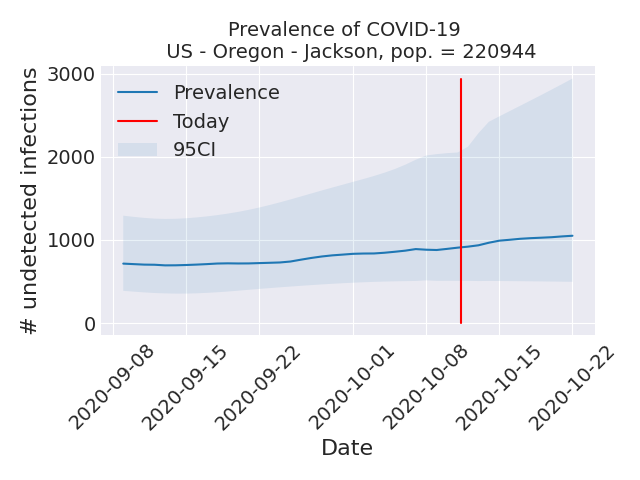 Prevalence of COVID-19
US - Oregon - Jackson, pop. = 220944
# undetected infections
3000
2000
1000
0
Prevalence
Today
95CI
2020-09-08
2020-09-15
2020-09-22
2020-10-01
2020-10-08
2020-10-15
2020-10-22
Date